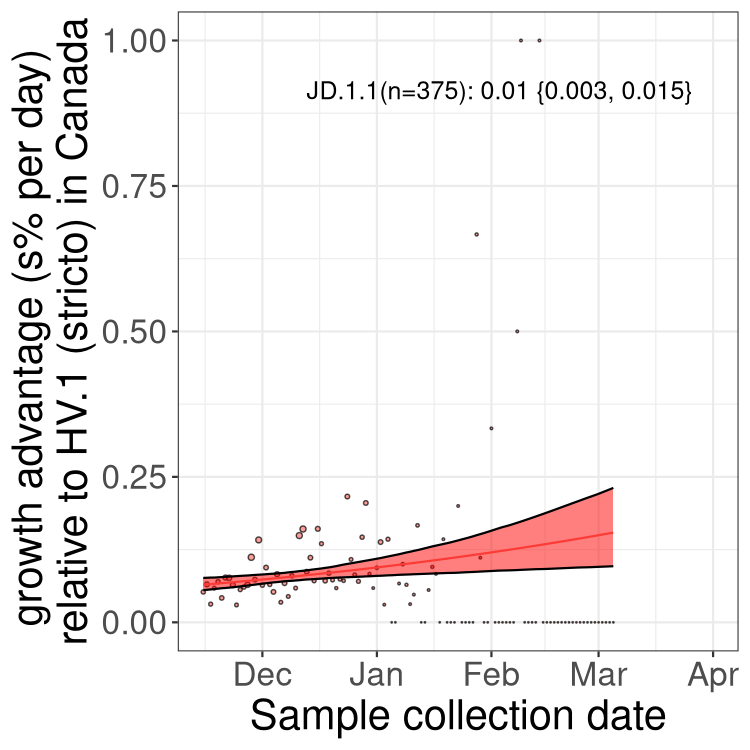 growth advantage (s% per day)
relative to HV.1 (stricto) in Canada
1.00
0.75
0.50
0.25
0.00
JD.1.1(n=375): 0.01 {0.003, 0.015}
Dec Jan Feb Mar Apr
Sample collection date